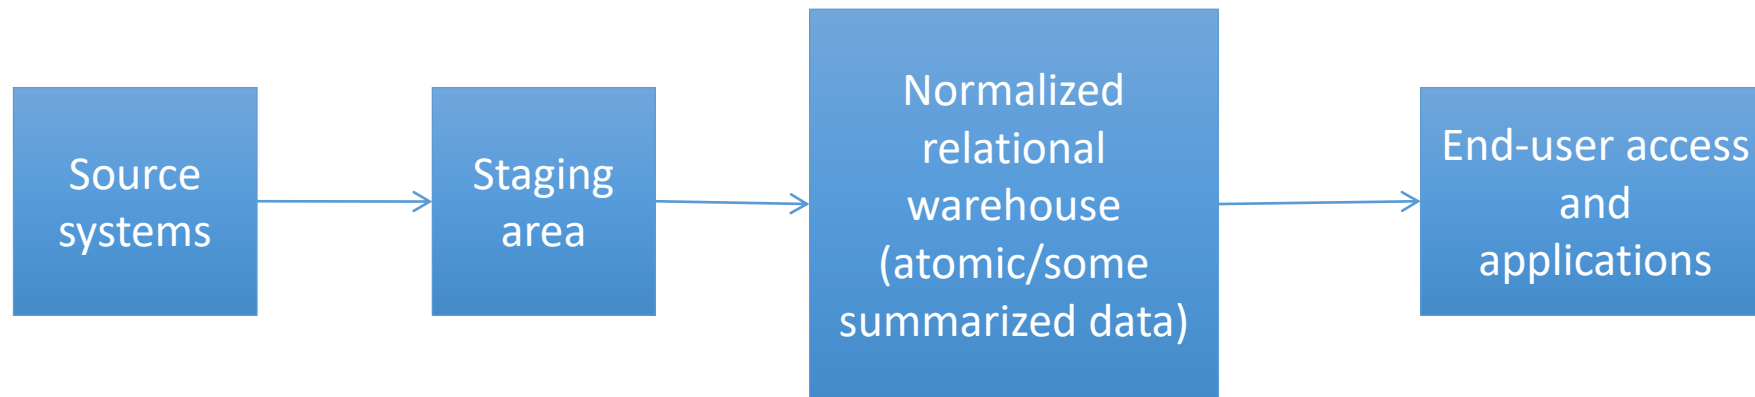 Source
systems
Staging
area
Normalized
relational
warehouse
(atomic/some
summarized data)
End-user access
and
applications